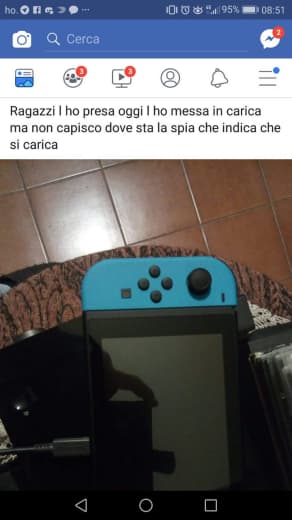 ho. 95% 08:51
Cerca 2
3 3
Ragazzi l ho presa oggi l ho messa in carica
ma non capisco dove sta la spia che indica che
si carica